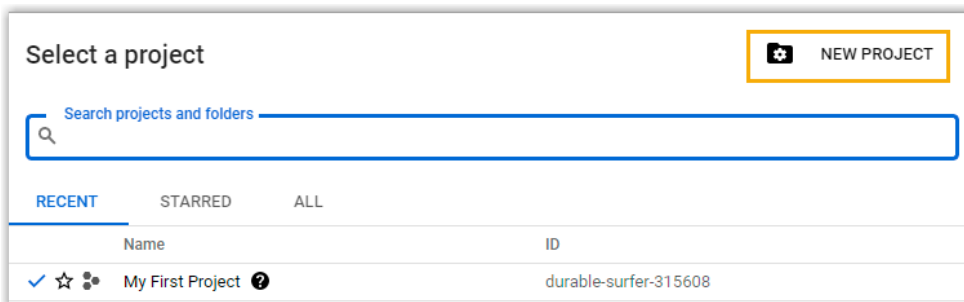 Select a project
NEW PROJECT
Search projects and folders
RECENT STARRED ALL
Name ID
My First Project durable-surfer-315608